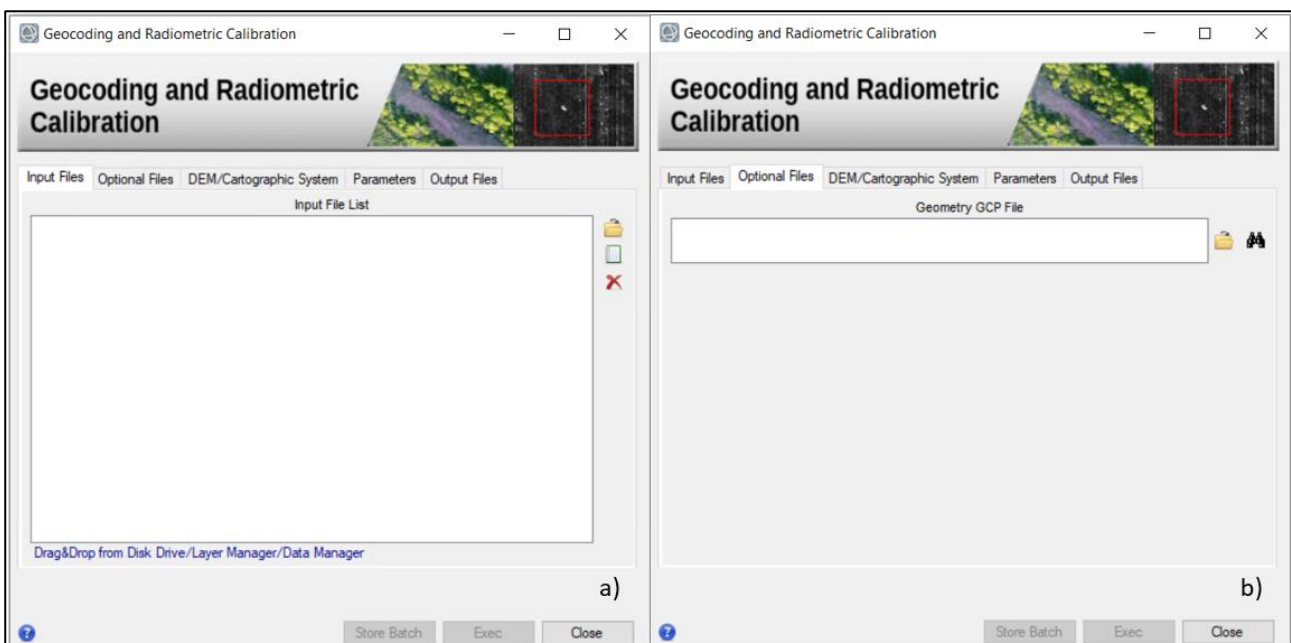 Geocoding and Radiometric Calibration
Geocoding and Radiometric
Calibration
Input Files Optional Files DEM/Cartographic System Parameters Output Files
Input File List
Drag&Drop from Disk Drive/Layer Manager/Data Manager
a)
Store Batch Exec Close
Geocoding and Radiometric Calibration
Geocoding and Radiometric
Calibration
Input Files Optional Files DEM/Cartographic System Parameters Output Files
Geometry GCP File
b)
Store Batch Exec Close